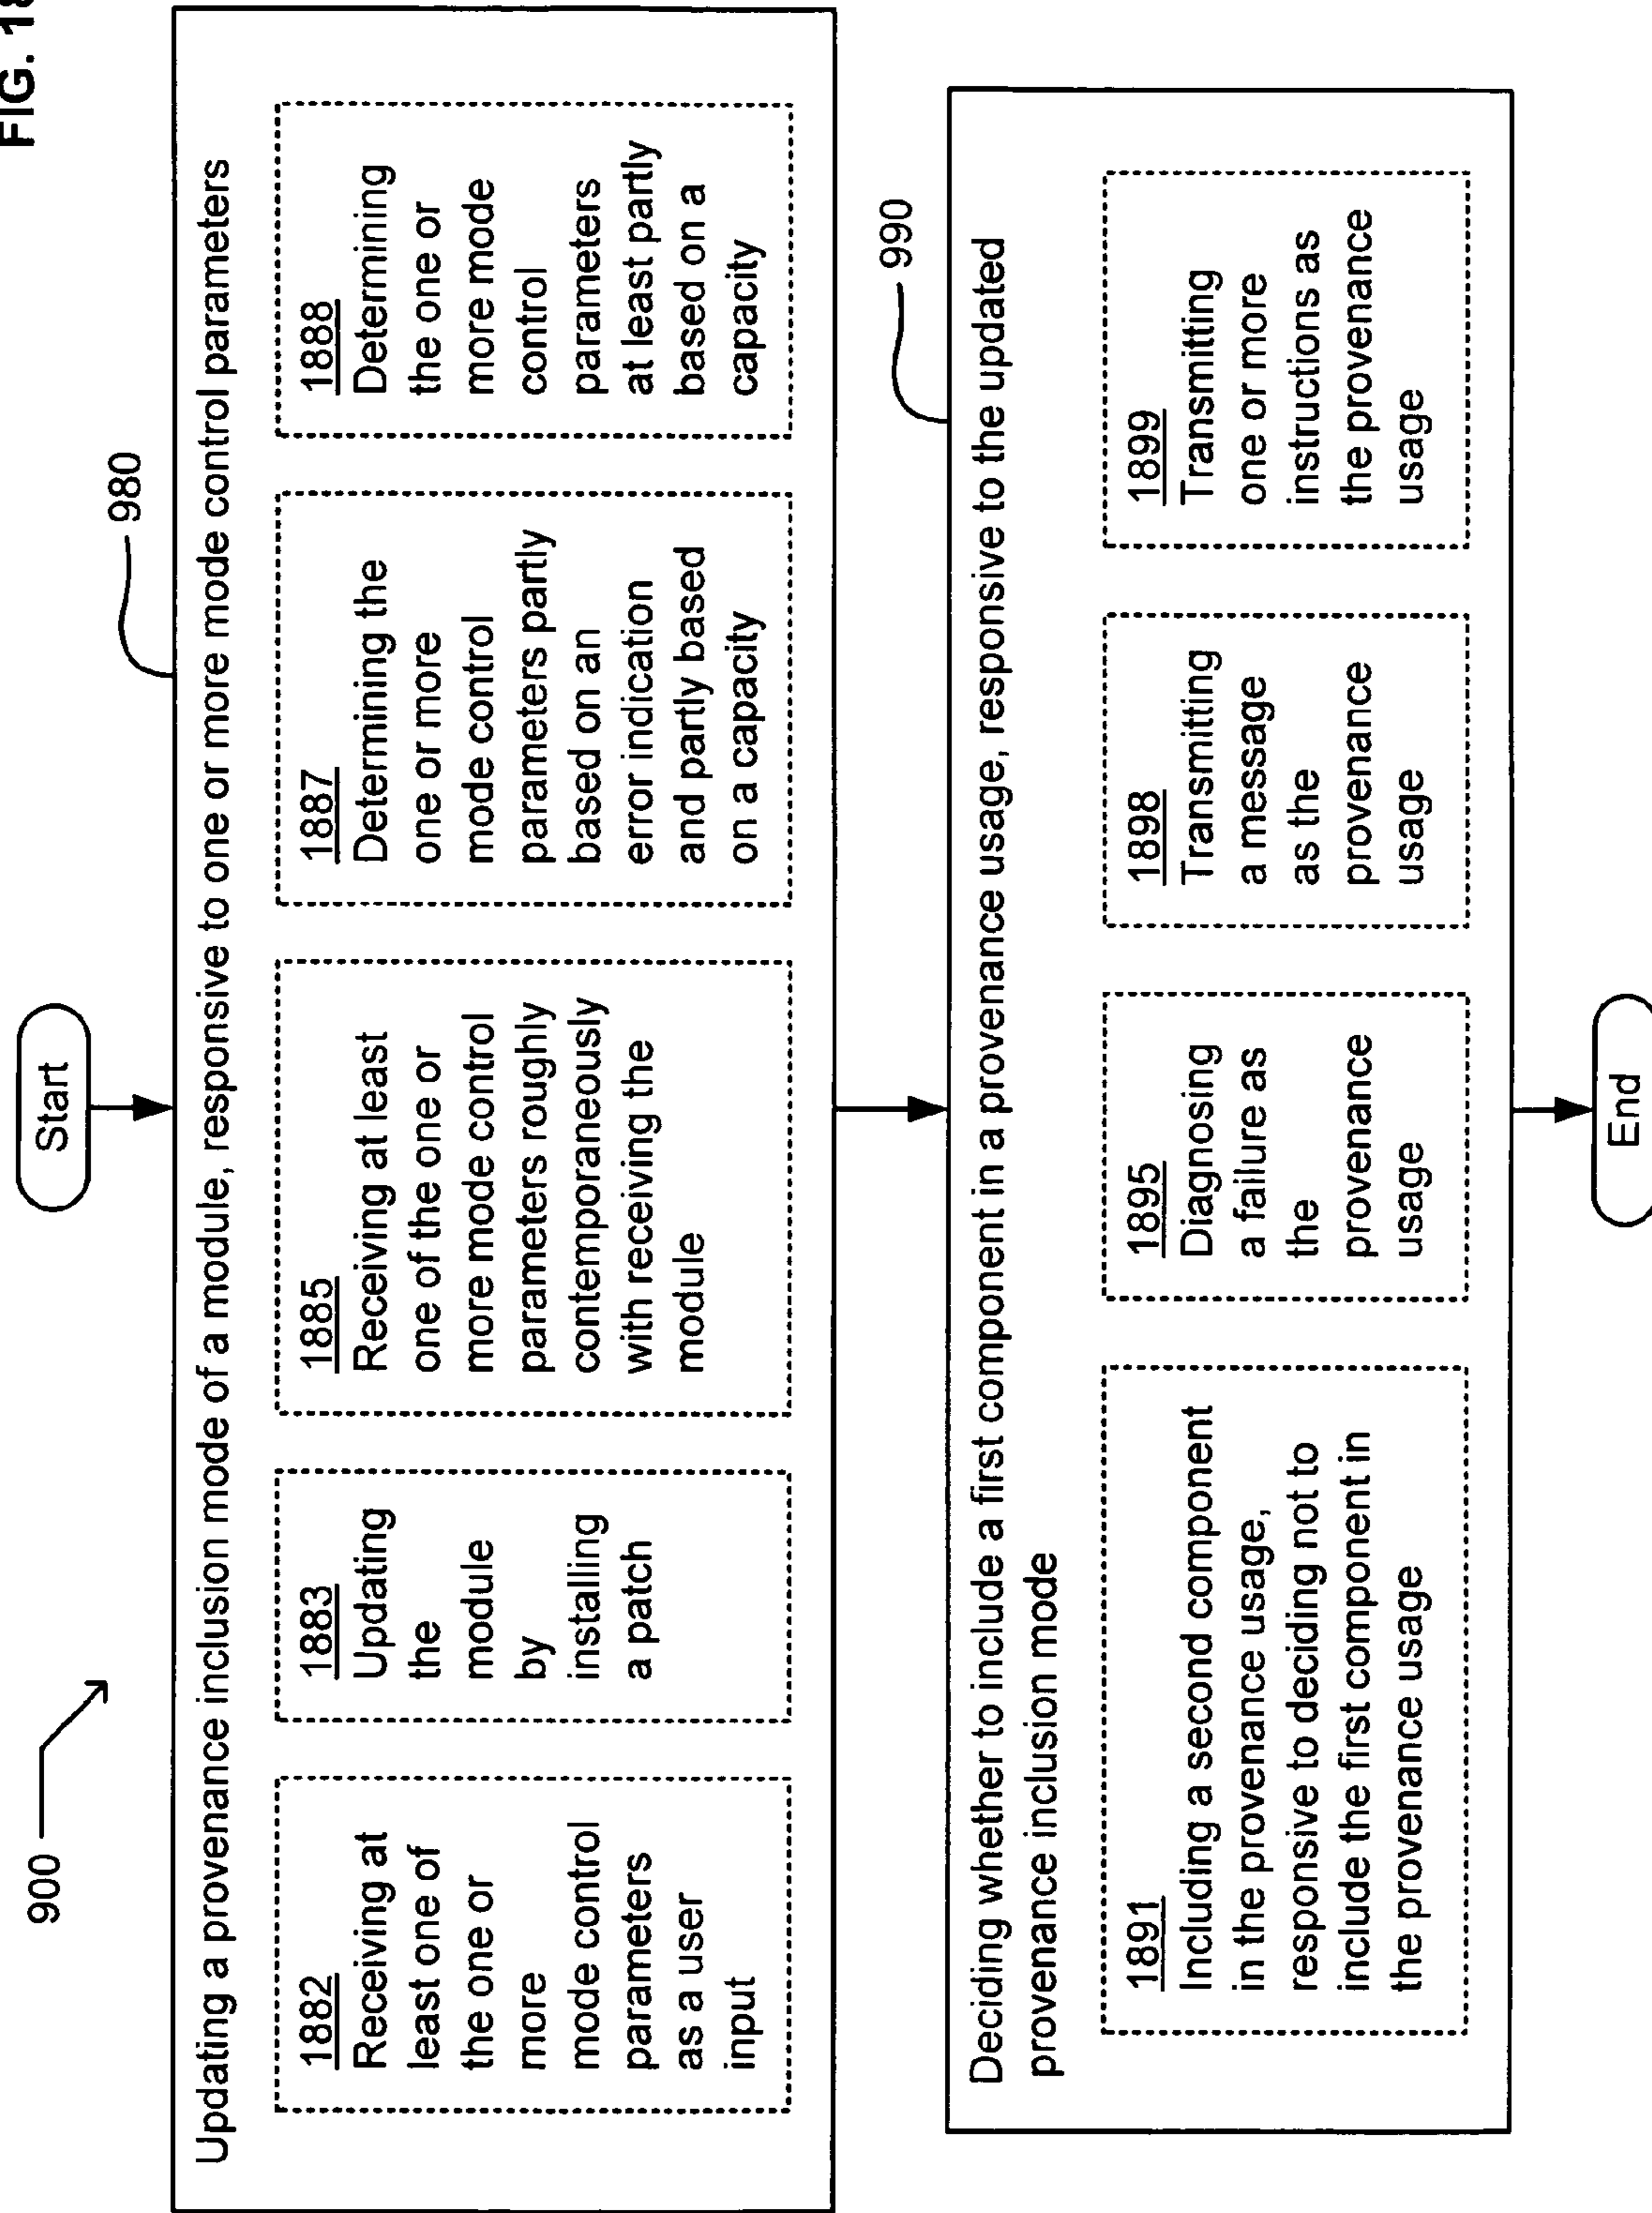 FIG. 18
900
Start
980
Updating a provenance inclusion mode of a module, responsive to one or more mode control parameters
1882
Receiving at
least one of
the one or
more
mode control
parameters
as a user
input
1883
Updating
the
module
by
installing
a patch
1885
Receiving at least
one of the one or
more mode control
parameters roughly
contemporaneously
with receiving the
module
1887
Determining the
one or more
mode control
parameters partly
based on an
error indication
and partly based
on a capacity
1888
Determining
the one or
more mode
control
parameters
at least partly
based on a
capacity
990
Deciding whether to include a first component in a provenance usage, responsive to the updated
provenance inclusion mode
1891
Including a second component
in the provenance usage,
responsive to deciding not to
include the first component in
the provenance usage
1895
Diagnosing
a failure as
the
provenance
usage
1898
Transmitting
a message
as the
provenance
usage
1899
Transmitting
one or more
instructions as
the provenance
usage
End